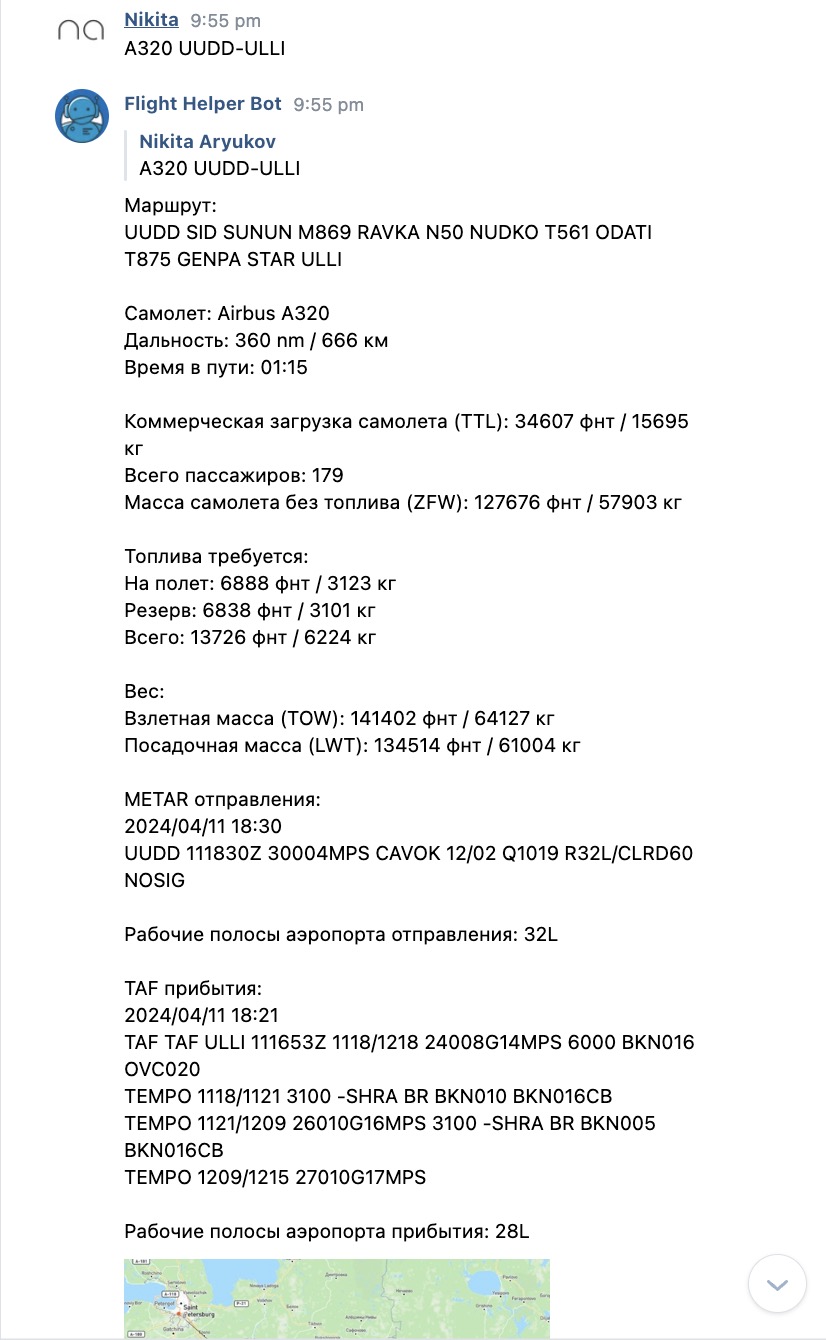 na
Nikita 9:55 pm
A320 UUDD-ULLI
Flight Helper Bot 9:55 pm
Nikita Aryukov
A320 UUDD-ULLI
Маршрут:
UUDD SID SUNUN M869 RAVKA N50 NUDKO T561 ODATI
T875 GENPA STAR ULLI
Самолет: Airbus A320
Дальность: 360 nm / 666 км
Время в пути: 01:15
Коммерческая загрузка самолета (TTL): 34607 фнт / 15695
кг
Всего пассажиров: 179
Масса самолета без топлива (ZFW): 127676 фнт / 57903 кг
Топлива требуется:
На полет: 6888 фнт / 3123 кг
Резерв: 6838 фнт / 3101 кг
Всего: 13726 фнт / 6224 кг
Вес:
Взлетная масса (TOW): 141402 фнт / 64127 кг
Посадочная масса (LWT): 134514 фнт / 61004 кг
METAR отправления:
2024/04/11 18:30
UUDD 111830Z 30004MPS CAVOK 12/02 Q1019 R32L/CLRD60
NOSIG
Рабочие полосы аэропорта отправления: 32L
TAF прибытия:
2024/04/11 18:21
TAF TAF ULLI 111653Z 1118/1218 24008G14MPS 6000 BKN016
OVC020
TEMPO 1118/1121 3100 -SHRA BR BKN010 BKN016CB
TEMPO 1121/1209 26010G16MPS 3100 -SHRA BR BKN005
BKN016CB
TEMPO 1209/1215 27010G17MPS
Рабочие полосы аэропорта прибытия: 28L
Saint
Petersburg
Gatchina